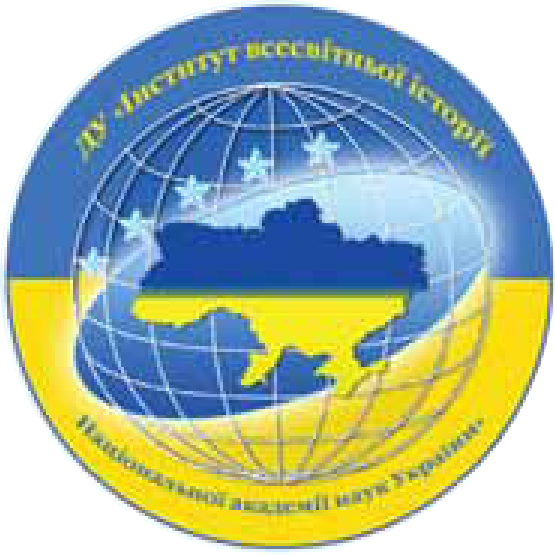 ДУ «Інститут всесвітньої історії
Національної академії наук України»